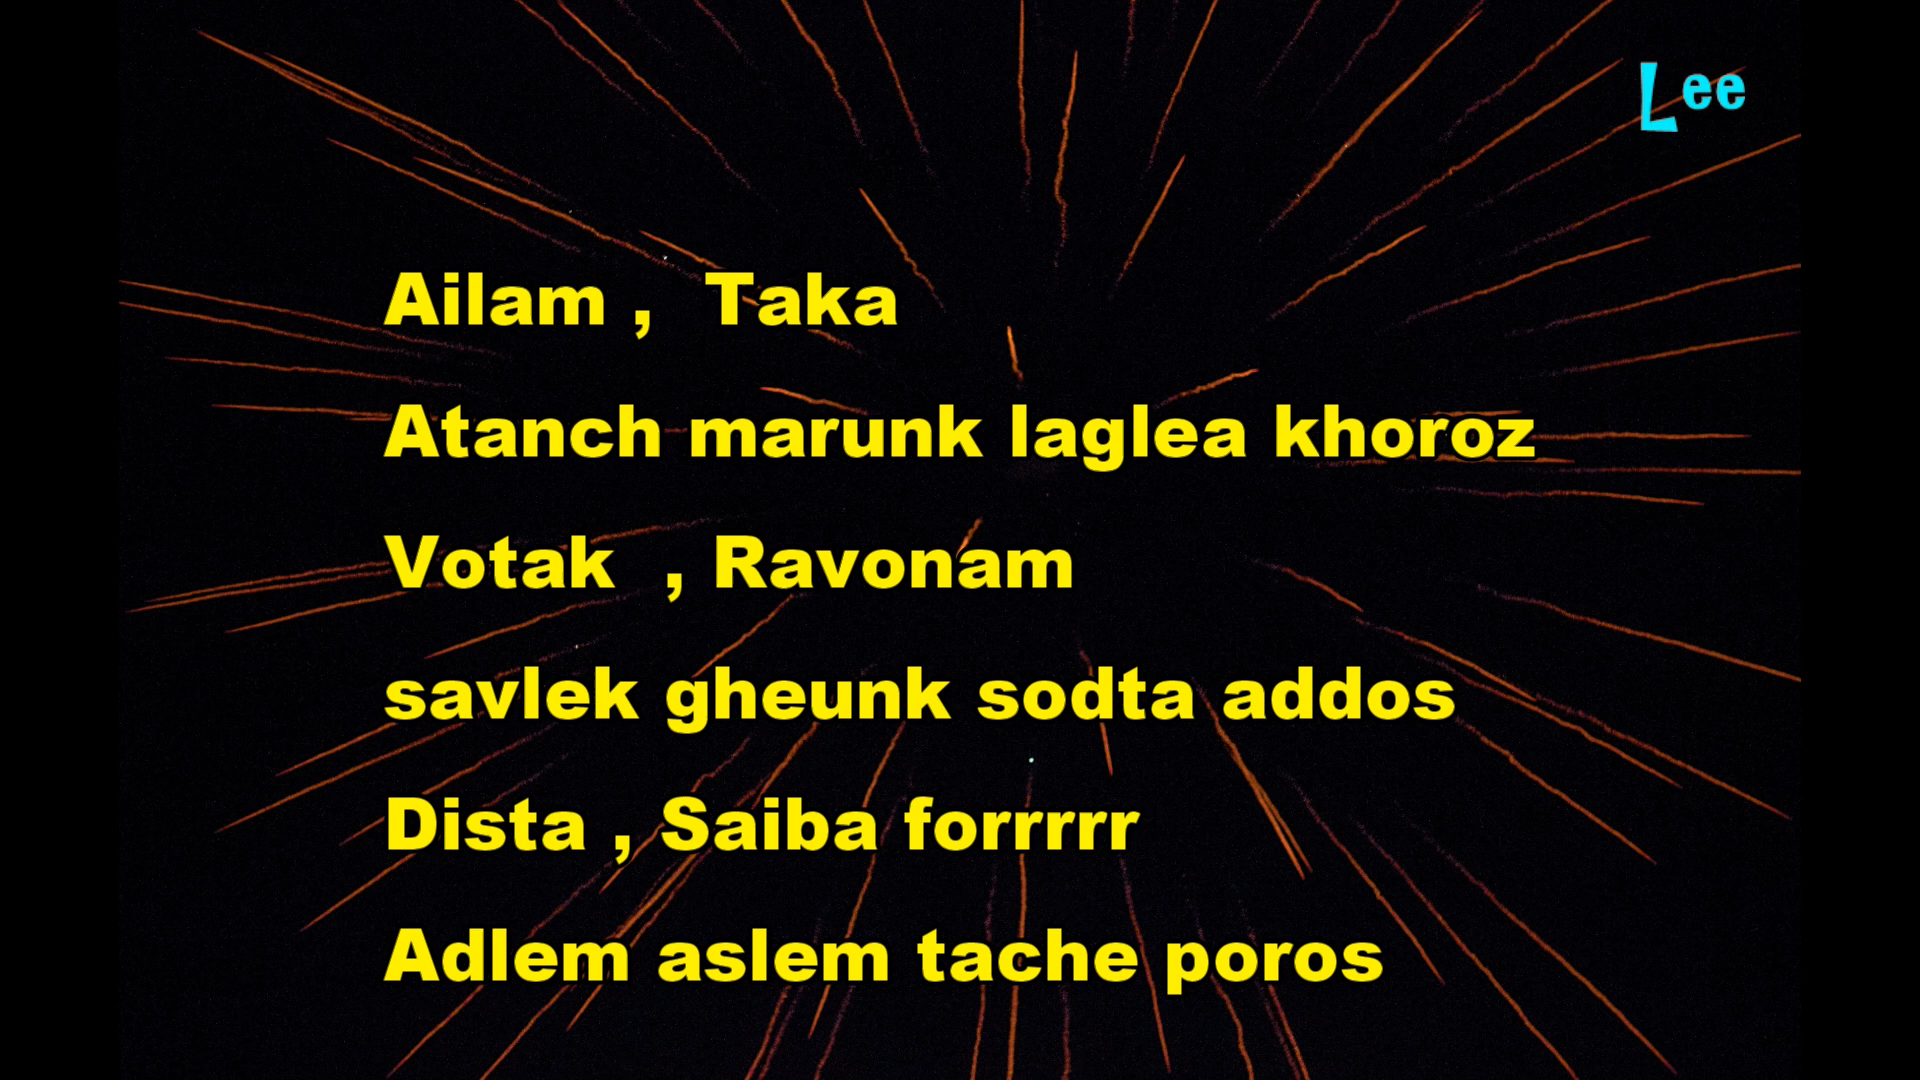 Lee
Ailam , Taka
Atanch marunk laglea khoroz
Votak , Ravonam
savlek gheunk sodta addos
Dista , Saiba forrrrr
Adlem aslem tache poros